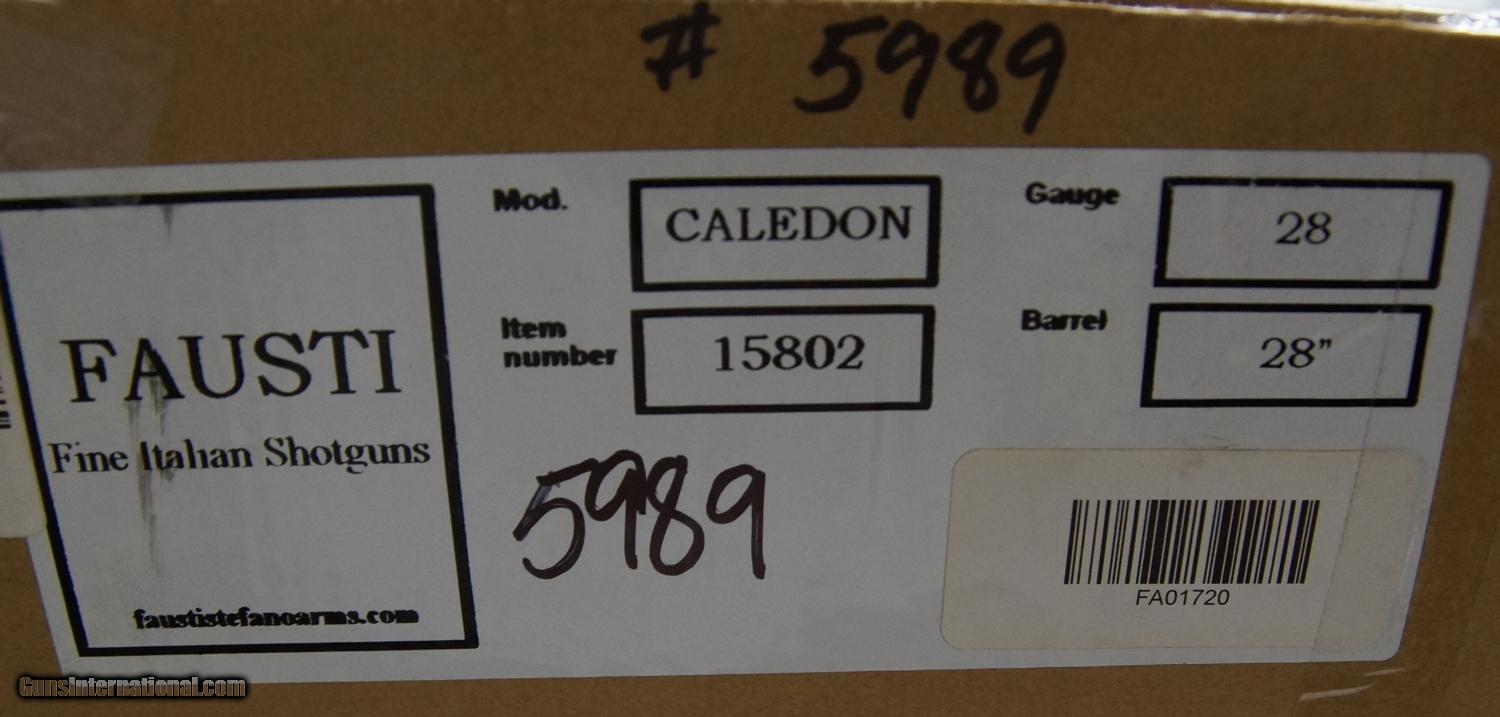 # 5989
Mod. CALEDON Gauge 28
Item number 15802 Barrel 28"
FAUSTI
Fine Italian Shotguns
5989
FA01720
faustistefanoarms.com
GunsInternational.com